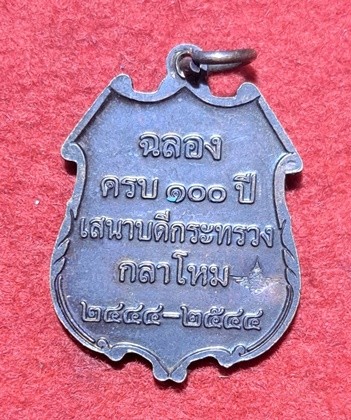 ฉลอง
ครบ ๑๐๐ ปี
เสนาบดีกระทรวง
กลาโหม
๒๔๔๔-๒๕๔๔